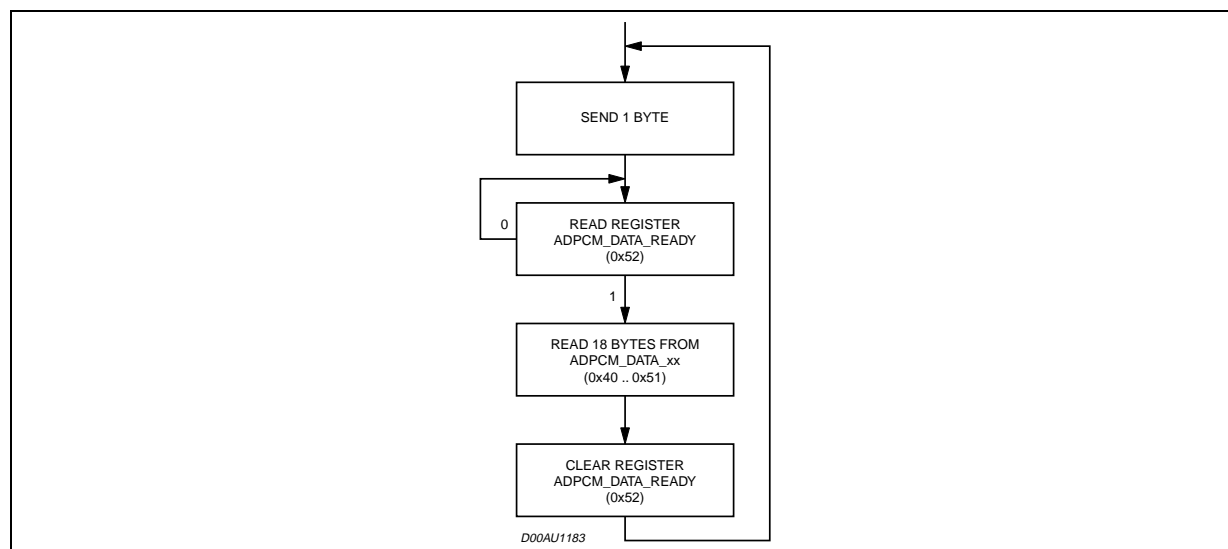 SEND 1 BYTE
0
READ REGISTER
ADPCM_DATA_READY
(0x52)
1
READ 18 BYTES FROM
ADPCM_DATA_xx
(0x40 .. 0x51)
CLEAR REGISTER
ADPCM_DATA_READY
(0x52)
D00AU1183